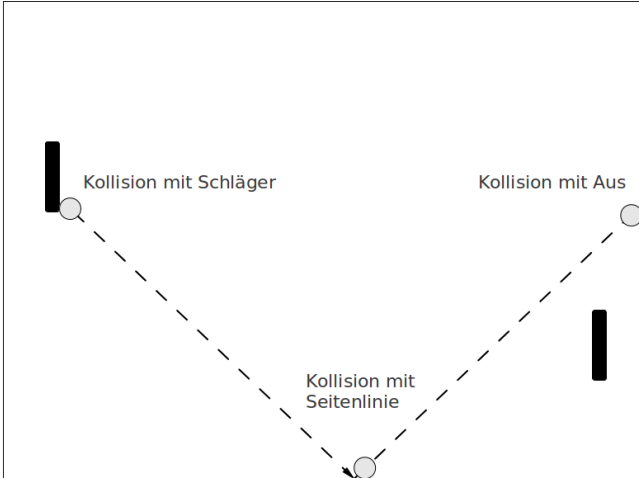 Kollision mit Schläger
Kollision mit Aus
Kollision mit
Seitenlinie